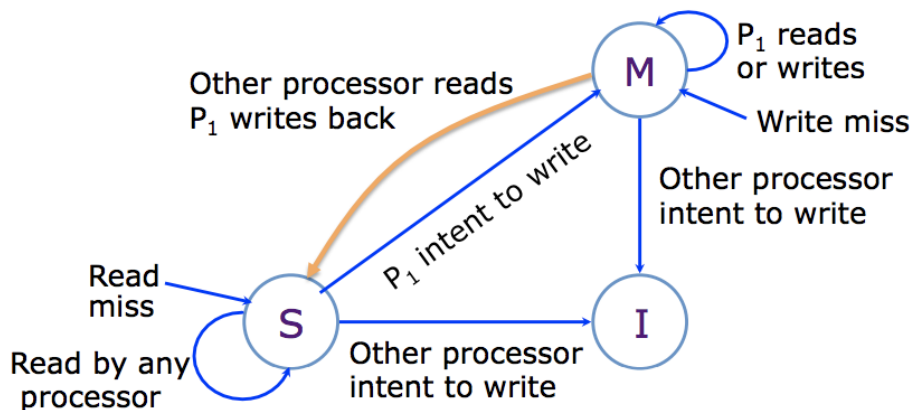 M
P₁ reads
or writes
Other processor reads
P₁ writes back
Write miss
P₁ intent to write
Other processor
intent to write
Read
miss
S
I
Read by any
processor
Other processor
intent to write